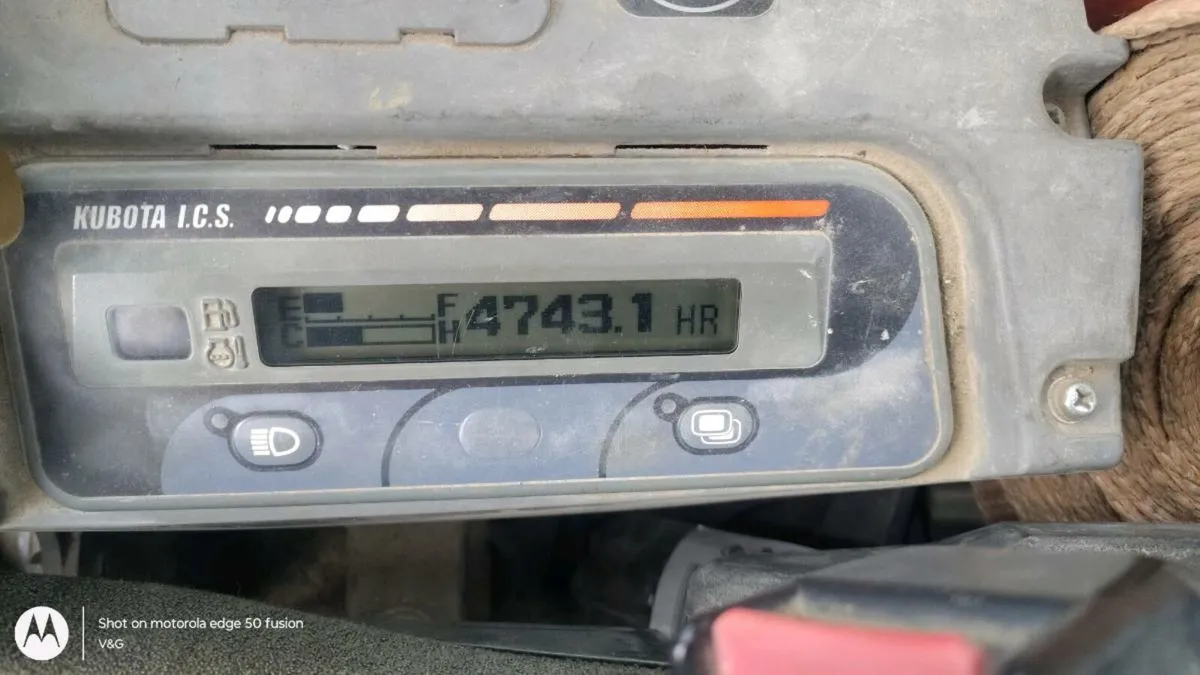 KUBOTA I.C.S.
E F 4743.1 HR
C H
Shot on motorola edge 50 fusion
V&G